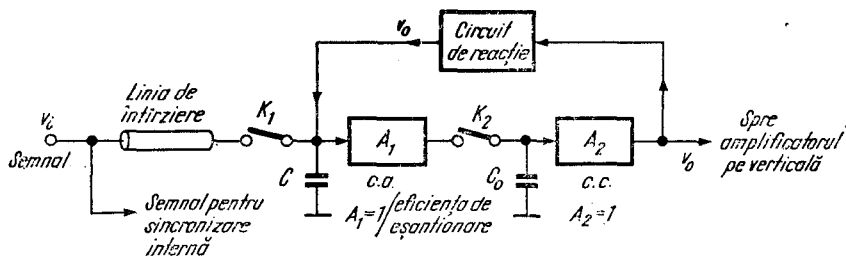 v₀
Circuit
de reacție
Linia de
întîrziere
vᵢ
K₁
K₂
Semnal
A₁
A₂
Spre
amplificatorul
pe verticală
v₀
C
c.a.
C₀
c.c.
Semnal pentru
sincronizare
internă
A₁=1/eficiența de
eșantionare
A₂=1